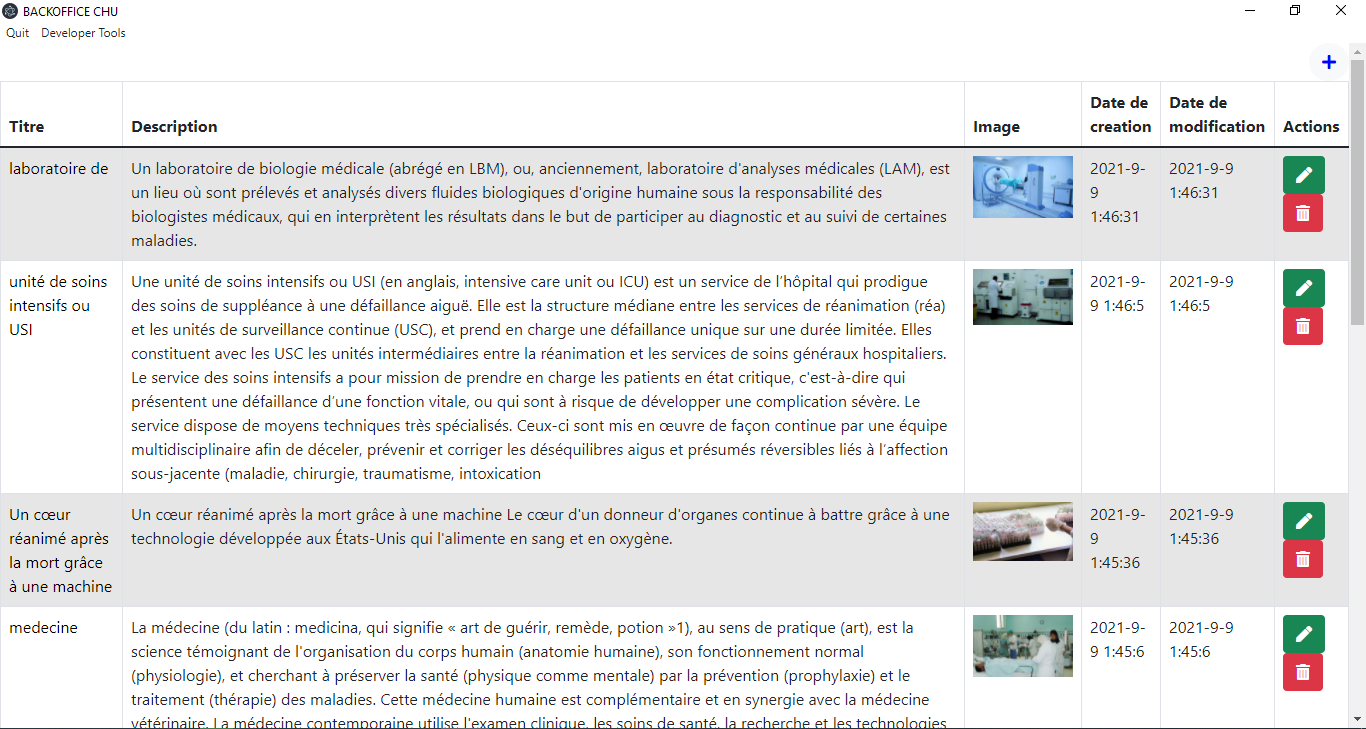 BACKOFFICE CHU
Quit Developer Tools
+
Titre
Description
Image
Date de
creation
Date de
modification
Actions
laboratoire de
Un laboratoire de biologie médicale (abrégé en LBM), ou, anciennement, laboratoire d'analyses médicales (LAM), est
un lieu où sont prélevés et analysés divers fluides biologiques d'origine humaine sous la responsabilité des
biologistes médicaux, qui en interprètent les résultats dans le but de participer au diagnostic et au suivi de certaines
maladies.
2021-9-
9
1:46:31
2021-9-9
1:46:31
unité de soins
intensifs ou
USI
Une unité de soins intensifs ou USI (en anglais, intensive care unit ou ICU) est un service de l’hôpital qui prodigue
des soins de suppléance à une défaillance aiguë. Elle est la structure médiane entre les services de réanimation (réa)
et les unités de surveillance continue (USC), et prend en charge une défaillance unique sur une durée limitée. Elles
constituent avec les USC les unités intermédiaires entre la réanimation et les services de soins généraux hospitaliers.
Le service des soins intensifs a pour mission de prendre en charge les patients en état critique, c'est-à-dire qui
présentent une défaillance d’une fonction vitale, ou qui sont à risque de développer une complication sévère. Le
service dispose de moyens techniques très spécialisés. Ceux-ci sont mis en œuvre de façon continue par une équipe
multidisciplinaire afin de déceler, prévenir et corriger les déséquilibres aigus et présumés réversibles liés à l’affection
sous-jacente (maladie, chirurgie, traumatisme, intoxication
2021-9-
9 1:46:5
2021-9-9
1:46:5
Un cœur
réanimé après
la mort grâce
à une machine
Un cœur réanimé après la mort grâce à une machine Le cœur d'un donneur d'organes continue à battre grâce à une
technologie développée aux États-Unis qui l'alimente en sang et en oxygène.
2021-9-
9
1:45:36
2021-9-9
1:45:36
medecine
La médecine (du latin : medicina, qui signifie « art de guérir, remède, potion »1), au sens de pratique (art), est la
science témoignant de l'organisation du corps humain (anatomie humaine), son fonctionnement normal
(physiologie), et cherchant à préserver la santé (physique comme mentale) par la prévention (prophylaxie) et le
traitement (thérapie) des maladies. Cette médecine humaine est complémentaire et en synergie avec la médecine
vétérinaire. La médecine contemporaine utilise l'examen clinique, les soins de santé, la recherche et les technologies
2021-9-
9 1:45:6
2021-9-9
1:45:6